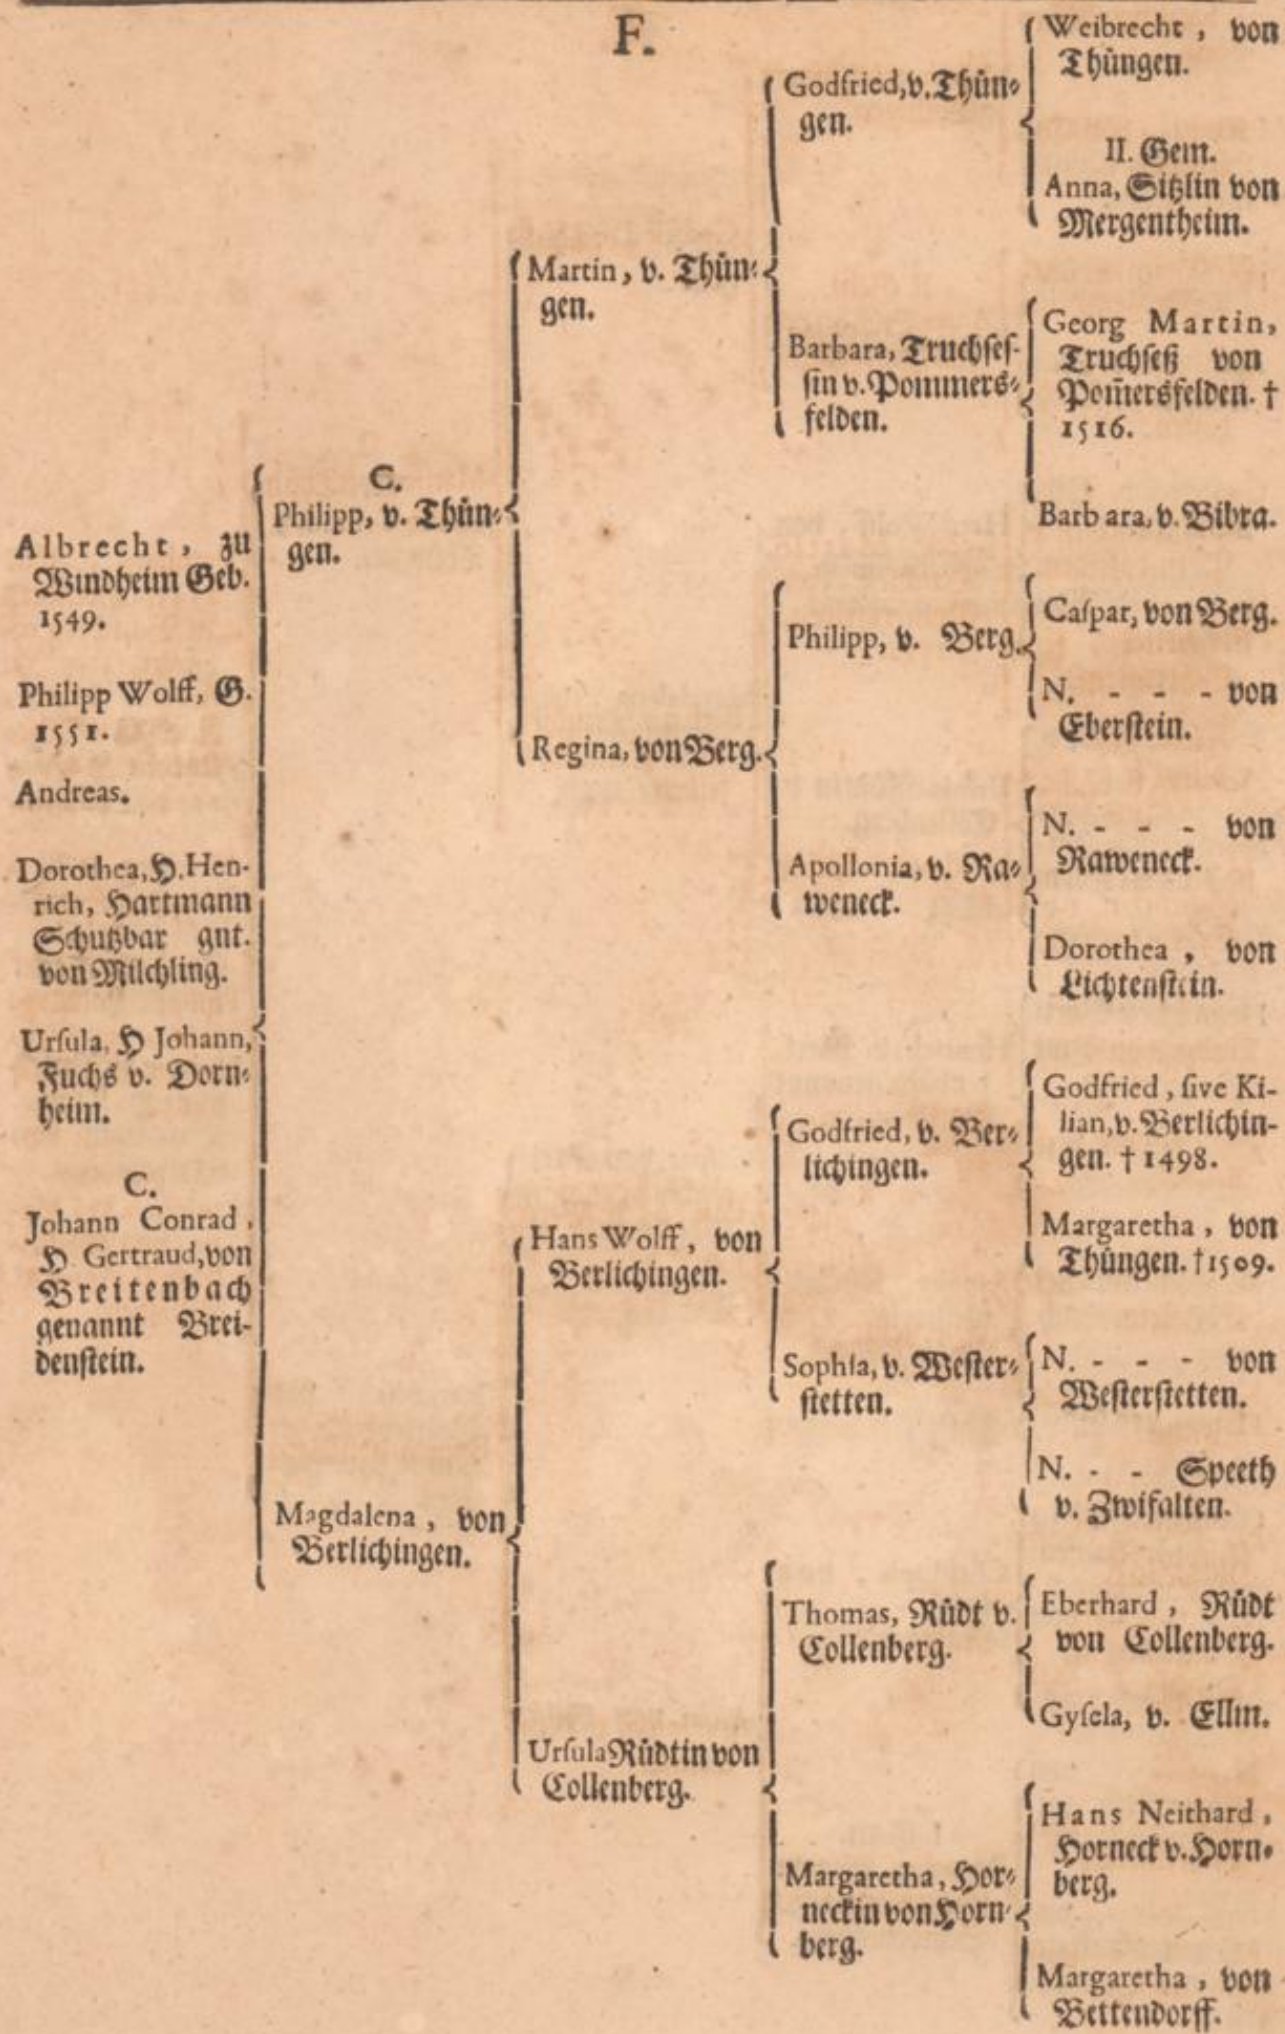 F.
Albrecht, zu
Windheim Geb.
1549.
Philipp Wolff, G.
1551.
Andreas.
Dorothea, H. Hen-
rich, Hartmann
Schutzbar gnt.
von Milchling.
Urſula, H Johann,
Fuchs v. Dorn-
heim.
C.
Johann Conrad,
H Gertraud, von
Breitenbach
genannt Brei-
denſtein.
C.
Philipp, v. Thün-
gen.
Magdalena, von
Berlichingen.
Martin, v. Thün-
gen.
Regina, von Berg.
Hans Wolff, von
Berlichingen.
Urſula Rüdtin von
Collenberg.
Godfried, v. Thün-
gen.
Barbara, Truchſeſ-
ſin v. Pommers-
felden.
Philipp, v. Berg.
Apollonia, v. Ra-
weneck.
Godfried, v. Ber-
lichingen.
Sophia, v. Weſter-
ſtetten.
Thomas, Rüdt v.
Collenberg.
Margaretha, Hor-
neckin von Horn-
berg.
Weibrecht, von
Thüngen.
II. Gem.
Anna, Sitzlin von
Mergentheim.
Georg Martin,
Truchſeß von
Pom̃ersfelden. †
1516.
Barbara, v. Bibra.
Caſpar, von Berg.
N. - - - von
Eberſtein.
N. - - - von
Raweneck.
Dorothea, von
Lichtenſtein.
Godfried, ſive Ki-
lian, v. Berlichin-
gen. † 1498.
Margaretha, von
Thüngen. † 1509.
N. - - - von
Weſterſtetten.
N. - - Speeth
v. Zwifalten.
Eberhard, Rüdt
von Collenberg.
Gyſela, v. Ellm.
Hans Neithard,
Horneck v. Horn-
berg.
Margaretha, von
Bettendorff.